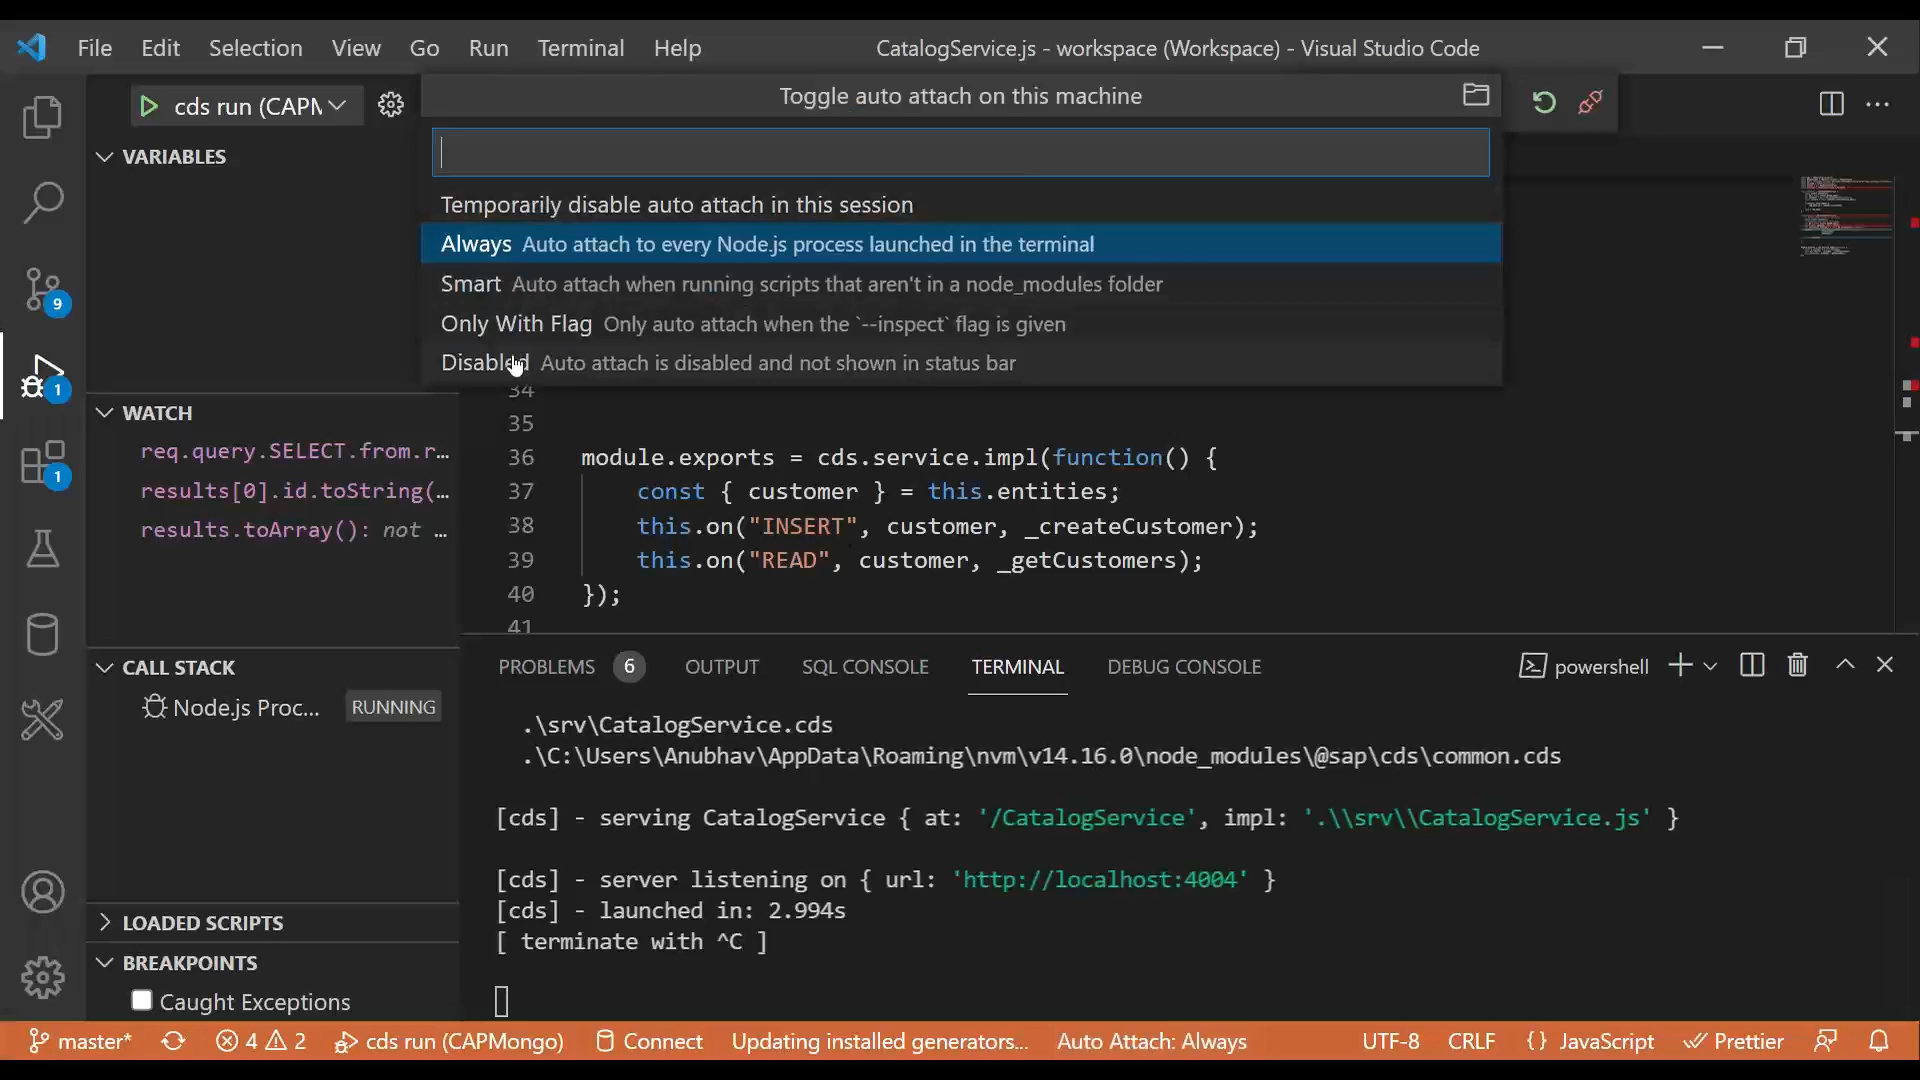 File Edit Selection View Go Run Terminal Help CatalogService.js - workspace (Workspace) - Visual Studio Code
cds run (CAPM
Toggle auto attach on this machine
VARIABLES
Temporarily disable auto attach in this session
Always Auto attach to every Node.js process launched in the terminal
Smart Auto attach when running scripts that aren't in a node_modules folder
Only With Flag Only auto attach when the `--inspect` flag is given
Disabled Auto attach is disabled and not shown in status bar
9
1
1
WATCH
req.query.SELECT.from.r…
results[0].id.toString(…
results.toArray(): not …
34
35
36 module.exports = cds.service.impl(function() {
37 const { customer } = this.entities;
38 this.on("INSERT", customer, _createCustomer);
39 this.on("READ", customer, _getCustomers);
40 });
41
CALL STACK
Node.js Proc... RUNNING
LOADED SCRIPTS
BREAKPOINTS
Caught Exceptions
PROBLEMS 6 OUTPUT SQL CONSOLE TERMINAL DEBUG CONSOLE powershell
.\srv\CatalogService.cds
.\C:\Users\Anubhav\AppData\Roaming\nvm\v14.16.0\node_modules\@sap\cds\common.cds
[cds] - serving CatalogService { at: '/CatalogService', impl: '.\\srv\\CatalogService.js' }
[cds] - server listening on { url: 'http://localhost:4004' }
[cds] - launched in: 2.994s
[ terminate with ^C ]
master* 4 2 cds run (CAPMongo) Connect Updating installed generators... Auto Attach: Always UTF-8 CRLF {} JavaScript Prettier